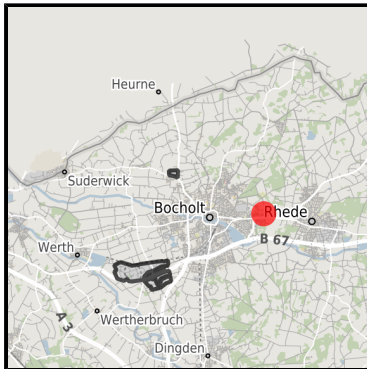 Heurne
Suderwick
Bocholt
Rhede
B 67
Werth
A 3
Wertherbruch
Dingden